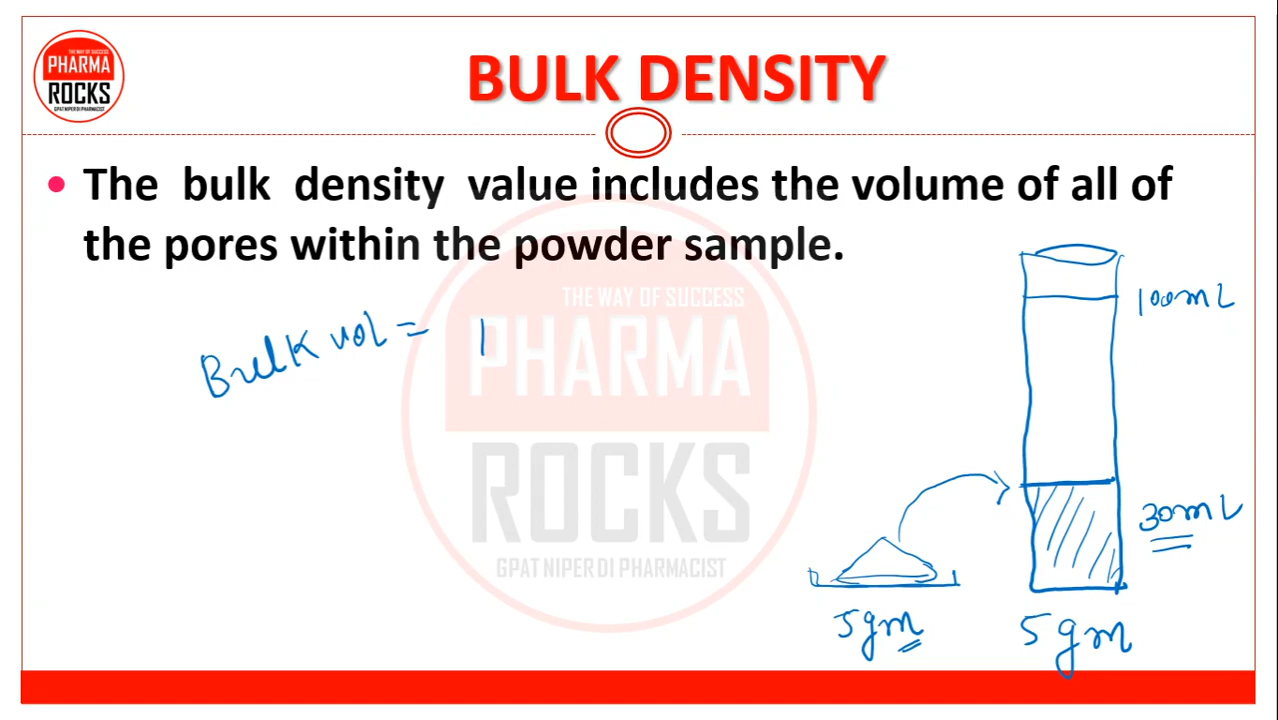 THE WAY OF SUCCESS
PHARMA
ROCKS
GPAT NIPER DI PHARMACIST
BULK DENSITY
• The bulk density value includes the volume of all of
the pores within the powder sample.
THE WAY OF SUCCESS
PHARMA
ROCKS
GPAT NIPER DI PHARMACIST
Bulk vol = 1
100mL
30mL
5gm
5gm